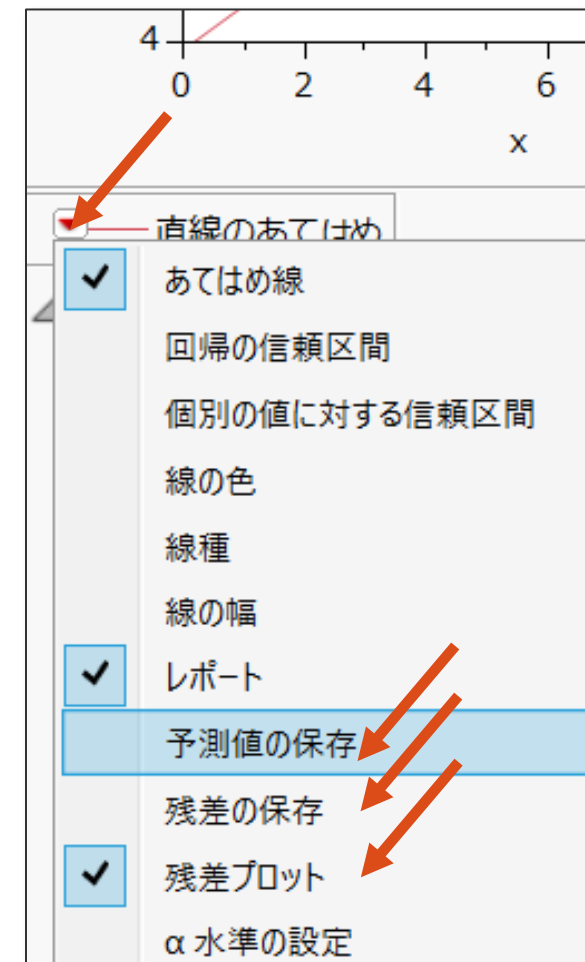 4
0 2 4 6
x
直線のあてはめ
あてはめ線
回帰の信頼区間
個別の値に対する信頼区間
線の色
線種
線の幅
レポート
予測値の保存
残差の保存
残差プロット
α 水準の設定